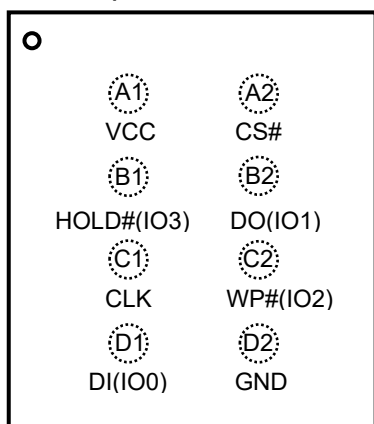 A1 A2
VCC CS#
B1 B2
HOLD#(IO3) DO(IO1)
C1 C2
CLK WP#(IO2)
D1 D2
DI(IO0) GND